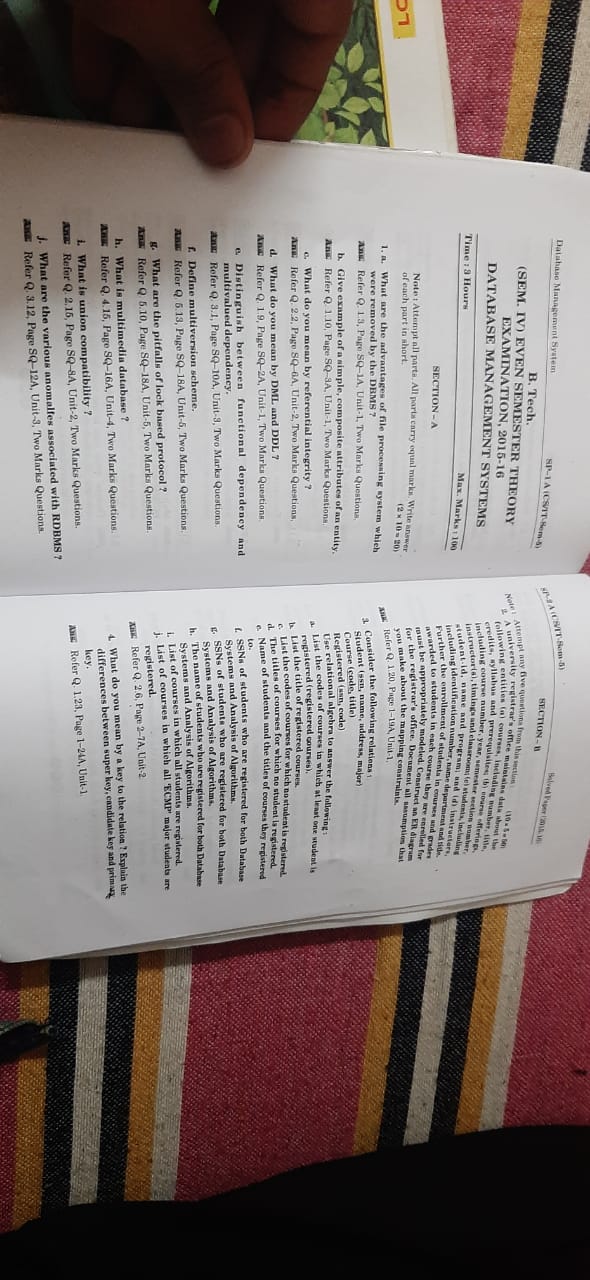 Database Management System
SP–1 A (CS/IT-Sem-5)
B. Tech.
(SEM. IV) EVEN SEMESTER THEORY
EXAMINATION, 2015-16
DATABASE MANAGEMENT SYSTEMS
Time : 3 Hours
Max. Marks : 100
SECTION–A
Note : Attempt all parts. All parts carry equal marks. Write answer
of each part in short.
(2 × 10 = 20)
1. a. What are the advantages of file processing system which
were removed by the DBMS ?
Ans. Refer Q. 1.3, Page SQ–1A, Unit-1, Two Marks Questions.
b. Give example of a simple, composite attributes of an entity.
Ans. Refer Q. 1.10, Page SQ–3A, Unit-1, Two Marks Questions.
c. What do you mean by referential integrity ?
Ans. Refer Q. 2.2, Page SQ–6A, Unit-2, Two Marks Questions.
d. What do you mean by DML and DDL ?
Ans. Refer Q. 1.9, Page SQ–2A, Unit-1, Two Marks Questions.
e. Distinguish between functional dependency and
multivalued dependency.
Ans. Refer Q. 3.1, Page SQ–10A, Unit-3, Two Marks Questions.
f. Define multiversion scheme.
Ans. Refer Q. 5.13, Page SQ–18A, Unit-5, Two Marks Questions.
g. What are the pitfalls of lock based protocol ?
Ans. Refer Q. 5.10, Page SQ–18A, Unit-5, Two Marks Questions.
h. What is multimedia database ?
Ans. Refer Q. 4.15, Page SQ–16A, Unit-4, Two Marks Questions.
i. What is union compatibility ?
Ans. Refer Q. 2.15, Page SQ–8A, Unit-2, Two Marks Questions.
j. What are the various anomalies associated with RDBMS ?
Ans. Refer Q. 3.12, Page SQ–12A, Unit-3, Two Marks Questions.
SP–2 A (CS/IT-Sem-5)
Solved Paper (2015-16)
SECTION – B
Note : Attempt any five questions from this section :
(10 × 5 = 50)
2. A university registrar's office maintains data about the
following entities (a) courses, including number, title,
credits, syllabus and prerequisites; (b) course offerings,
including course number, year, semester section number,
instructor(s), timings and classroom; (c) students, including
student-id, name and program; and (d) instructors,
including identification number, name department and title.
Further the enrollment of students in courses and grades
awarded to students in each course they are enrolled for
must be appropriately modeled. Construct an ER diagram
for the registrar's office. Document all assumption that
you make about the mapping constraints.
Ans. Refer Q. 1.20, Page 1–19A, Unit-1.
3. Consider the following relations :
Student (ssn, name, address, major)
Course (code, title)
Registered (ssn, code)
Use relational algebra to answer the following :
a. List the codes of courses in which at least one student is
registered (registered courses).
b. List the title of registered courses.
c. List the codes of courses for which no student is registered.
d. The titles of courses for which no student is registered.
e. Name of students and the titles of courses they registered
to.
f. SSNs of students who are registered for both Database
Systems and Analysis of Algorithms.
g. SSNs of students who are registered for both Database
Systems and Analysis of Algorithms.
h. The name of students who are registered for both Database
Systems and Analysis of Algorithms.
i. List of courses in which all students are registered.
j. List of courses in which all 'ECMP' major students are
registered.
Ans. Refer Q. 2.6, Page 2–7A, Unit-2.
4. What do you mean by a key to the relation ? Explain the
differences between super key, candidate key and primary
key.
Ans. Refer Q. 1.23, Page 1–24A, Unit-1.